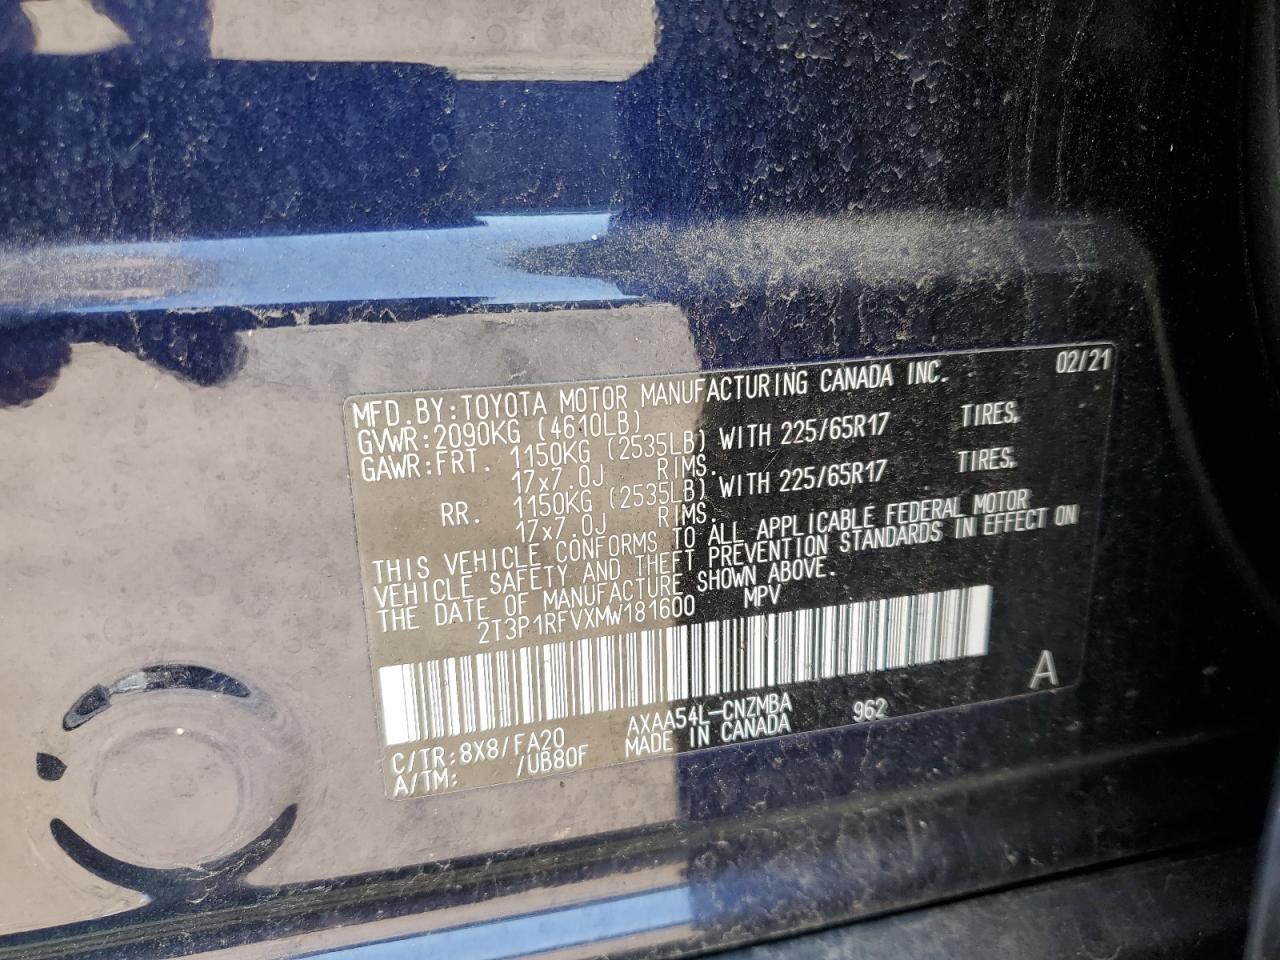 02/21
MFD.BY:TOYOTA MOTOR MANUFACTURING CANADA INC.
GVWR:2090KG (4610LB)
GAWR:FRT. 1150KG (2535LB) WITH 225/65R17 TIRES,
17x7.0J RIMS.
RR. 1150KG (2535LB) WITH 225/65R17 TIRES,
17x7.0J RIMS.
THIS VEHICLE CONFORMS TO ALL APPLICABLE FEDERAL MOTOR
VEHICLE SAFETY AND THEFT PREVENTION STANDARDS IN EFFECT ON
THE DATE OF MANUFACTURE SHOWN ABOVE.
2T3P1RFVXMW181600 MPV
C/TR:8X8/FA20 AXAA54L-CNZMBA 962 A
A/TM: /UB80F MADE IN CANADA